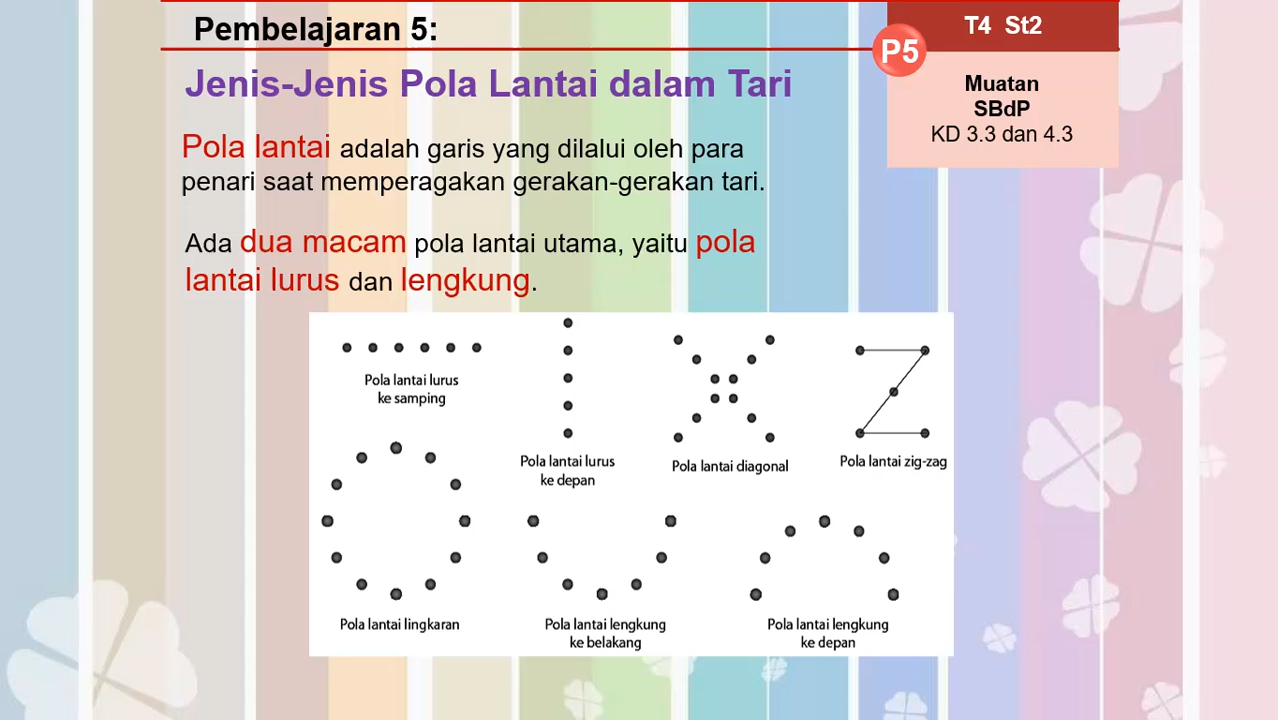 Pembelajaran 5:
T4 St2
P5
Muatan
SBdP
KD 3.3 dan 4.3
Jenis-Jenis Pola Lantai dalam Tari
Pola lantai adalah garis yang dilalui oleh para
penari saat memperagakan gerakan-gerakan tari.
Ada dua macam pola lantai utama, yaitu pola
lantai lurus dan lengkung.
Pola lantai lurus
ke samping
Pola lantai lurus
ke depan
Pola lantai diagonal
Pola lantai zig-zag
Pola lantai lingkaran
Pola lantai lengkung
ke belakang
Pola lantai lengkung
ke depan